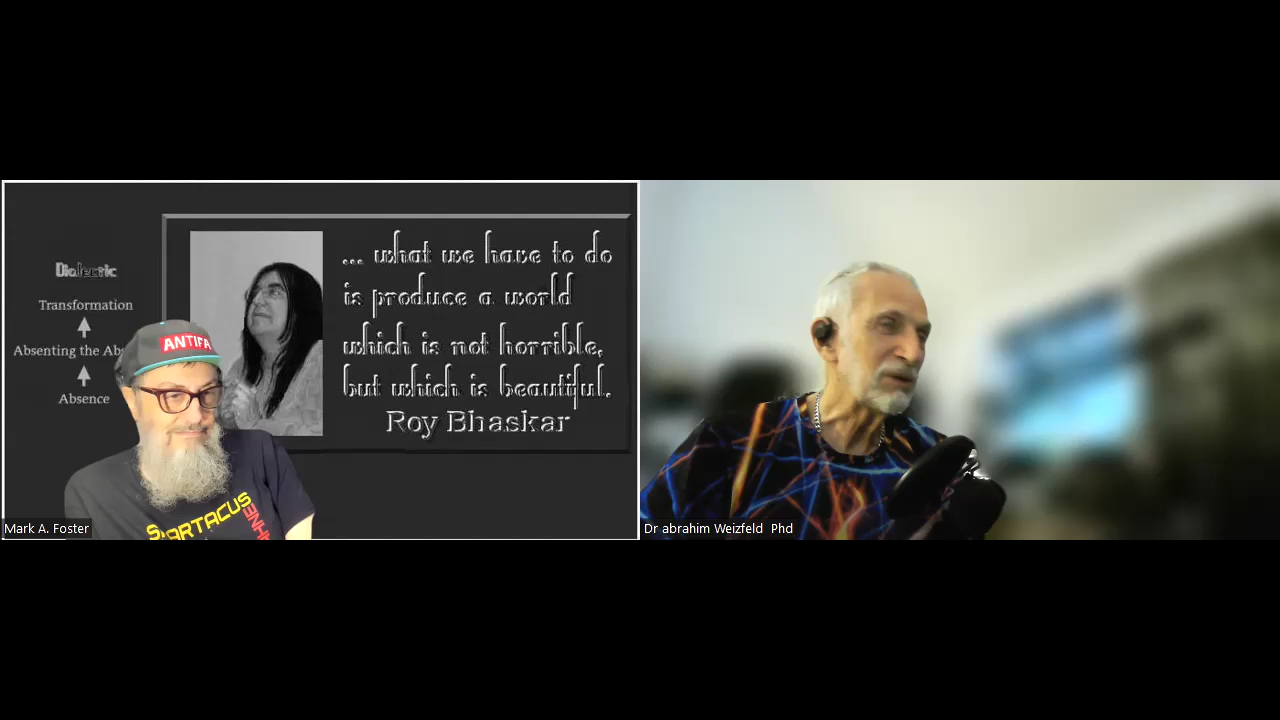 Dialectic
Transformation
Absenting the Abs
Absence
... what we have to do
is produce a world
which is not horrible,
but which is beautiful.
Roy Bhaskar
ANTIFA
SPARTACUS
Mark A. Foster
Dr abrahim Weizfeld Phd